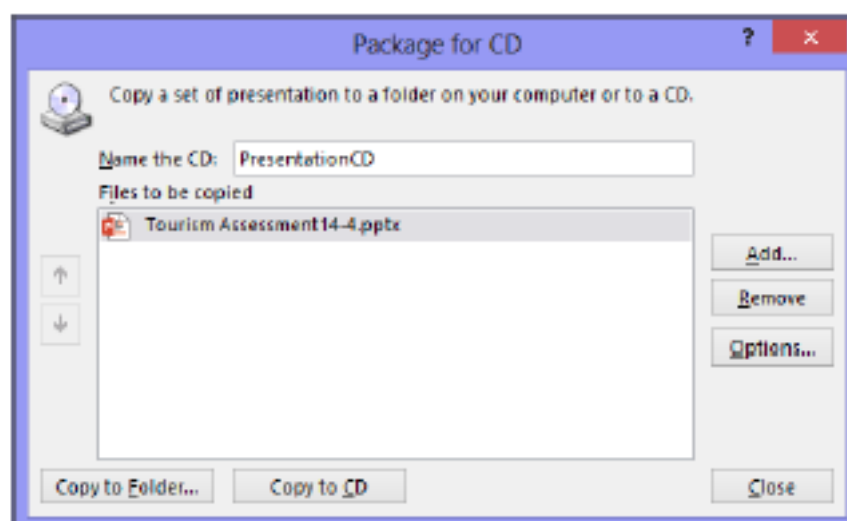 Package for CD
?
Copy a set of presentation to a folder on your computer or to a CD.
Name the CD: PresentationCD
Files to be copied
Tourism Assessment14-4.pptx
Add...
Remove
Options...
Copy to Folder...
Copy to CD
Close